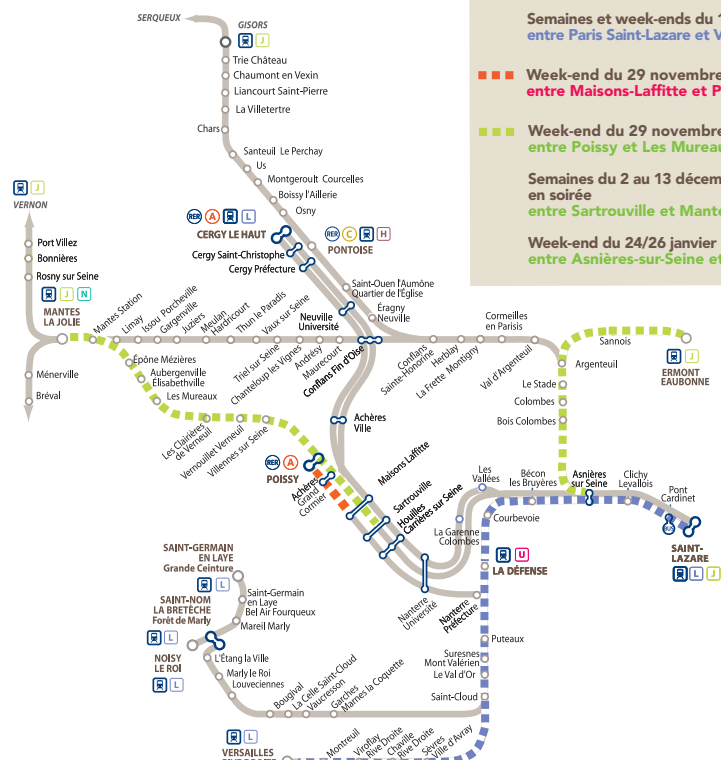 SERQUEUX
GISORS
J
Trie Château
Chaumont en Vexin
Liancourt Saint-Pierre
La Villetertre
Chars
Santeuil Le Perchay
Us
Montgeroult Courcelles
Boissy l'Aillerie
Osny
RER A L
CERGY LE HAUT
RER C H
PONTOISE
Cergy Saint-Christophe
Cergy Préfecture
Saint-Ouen l'Aumône
Quartier de l'Église
Éragny
Neuville
Neuville
Université
J
VERNON
Port Villez
Bonnières
Rosny sur Seine
J N
MANTES
LA JOLIE
Ménerville
Bréval
Mantes Station
Limay
Issou Porcheville
Gargenville
Juziers
Meulan
Hardricourt
Thun le Paradis
Vaux sur Seine
Triel sur Seine
Chanteloup les Vignes
Andrésy
Maurecourt
Conflans Fin d'Oise
Conflans
Sainte-Honorine
Herblay
La Frette Montigny
Cormeilles
en Parisis
Val d'Argenteuil
Argenteuil
Sannois
J
ERMONT
EAUBONNE
Le Stade
Colombes
Bois Colombes
Épône Mézières
Aubergenville
Élisabethville
Les Mureaux
Les Clairières
de Verneuil
Vernouillet Verneuil
Villennes sur Seine
RER A
POISSY
Achères
Ville
Achères
Grand
Cormier
Maisons Laffitte
Sartrouville
Houilles
Carrières sur Seine
Les
Vallées
La Garenne
Colombes
Bécon
les Bruyères
Courbevoie
Asnières
sur Seine
Clichy
Levallois
Pont
Cardinet
BUS
SAINT-
LAZARE
L J
U
LA DÉFENSE
Nanterre
Université
Nanterre
Préfecture
Puteaux
Suresnes
Mont Valérien
Le Val d'Or
Saint-Cloud
SAINT-GERMAIN
EN LAYE
Grande Ceinture
L
Saint-Germain
en Laye
Bel Air Fourqueux
Mareil Marly
SAINT-NOM
LA BRETÈCHE
Forêt de Marly
L
NOISY
LE ROI
L
L'Étang la Ville
Marly le Roi
Louveciennes
Bougival
La Celle Saint-Cloud
Vaucresson
Garches
Marnes la Coquette
L
VERSAILLES
Montreuil
Viroflay
Rive Droite
Chaville
Rive Droite
Sèvres
Ville d'Avray
Semaines et week-ends du
entre Paris Saint-Lazare et
Week-end du 29 novembre
entre Maisons-Laffitte et
Week-end du 29 novembre
entre Poissy et Les Mureau
Semaines du 2 au 13 décem
en soirée
entre Sartrouville et Mante
Week-end du 24/26 janvier
entre Asnières-sur-Seine et